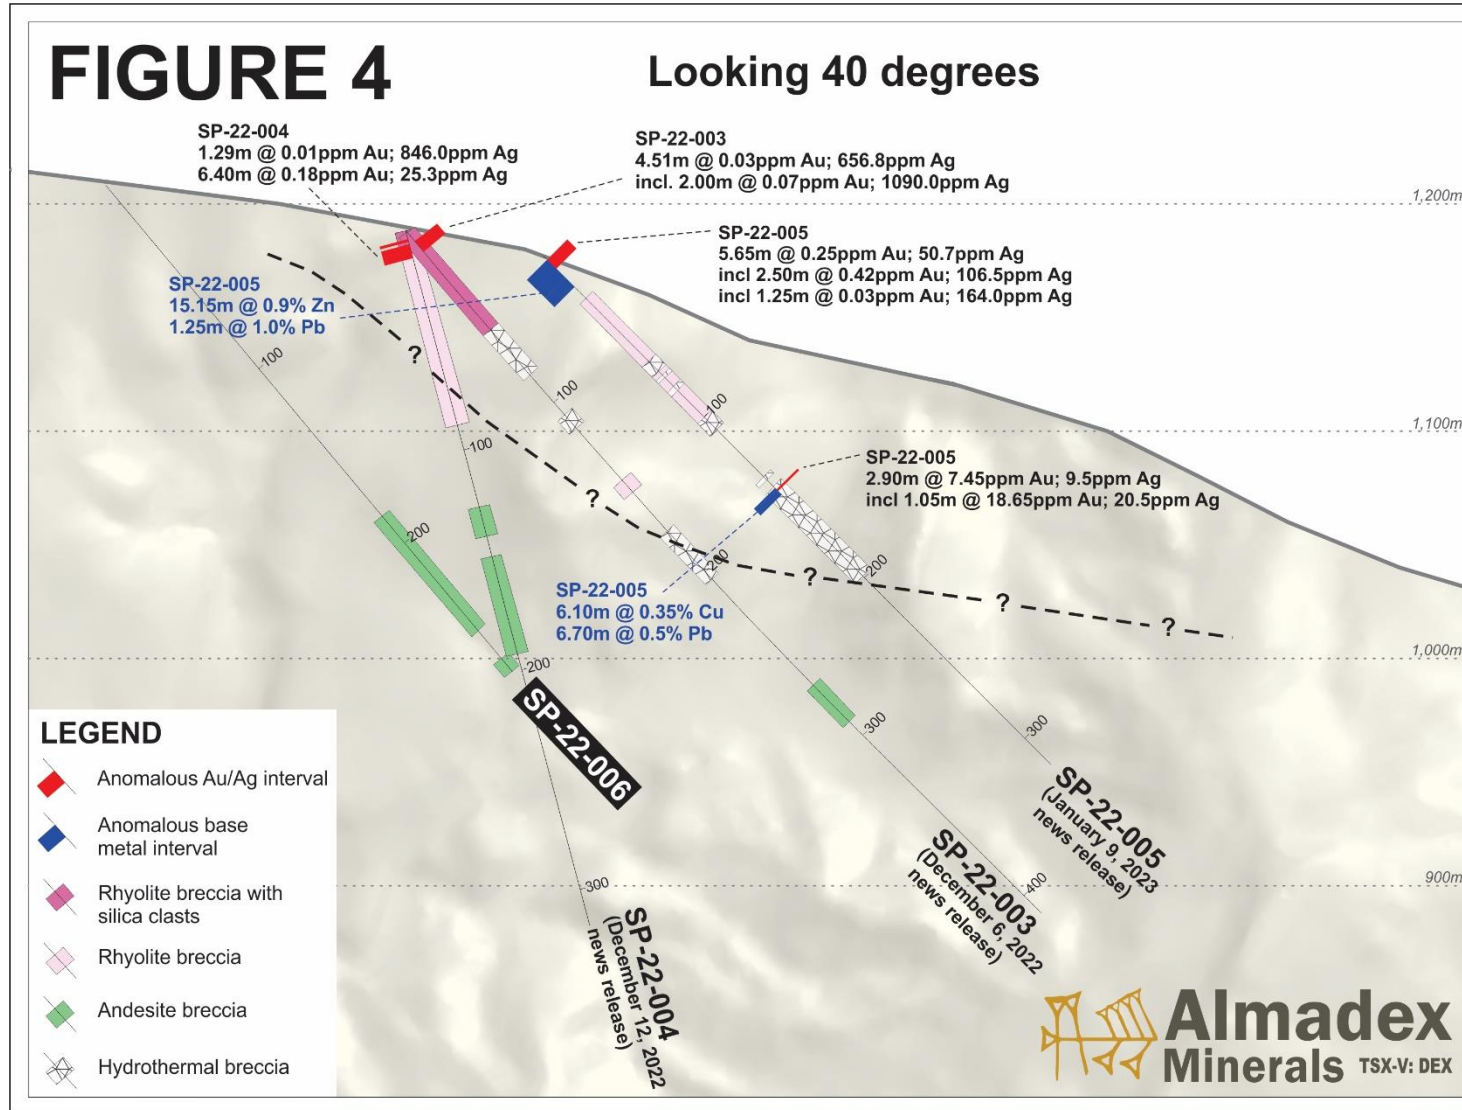 FIGURE 4
Looking 40 degrees
SP-22-004
1.29m @ 0.01ppm Au; 846.0ppm Ag
6.40m @ 0.18ppm Au; 25.3ppm Ag
SP-22-003
4.51m @ 0.03ppm Au; 656.8ppm Ag
incl. 2.00m @ 0.07ppm Au; 1090.0ppm Ag
1,200m
SP-22-005
5.65m @ 0.25ppm Au; 50.7ppm Ag
incl 2.50m @ 0.42ppm Au; 106.5ppm Ag
incl 1.25m @ 0.03ppm Au; 164.0ppm Ag
SP-22-005
15.15m @ 0.9% Zn
1.25m @ 1.0% Pb
?
100
100
100
100
1,100m
SP-22-005
2.90m @ 7.45ppm Au; 9.5ppm Ag
incl 1.05m @ 18.65ppm Au; 20.5ppm Ag
?
200
200
200
?
?
?
SP-22-005
6.10m @ 0.35% Cu
6.70m @ 0.5% Pb
1,000m
200
SP-22-006
300
300
SP-22-005
(January 9, 2023
news release)
SP-22-003
(December 6, 2022
news release)
400
900m
300
SP-22-004
(December 12, 2022
news release)
LEGEND
Anomalous Au/Ag interval
Anomalous base
metal interval
Rhyolite breccia with
silica clasts
Rhyolite breccia
Andesite breccia
Hydrothermal breccia
Almadex
Minerals TSX-V: DEX